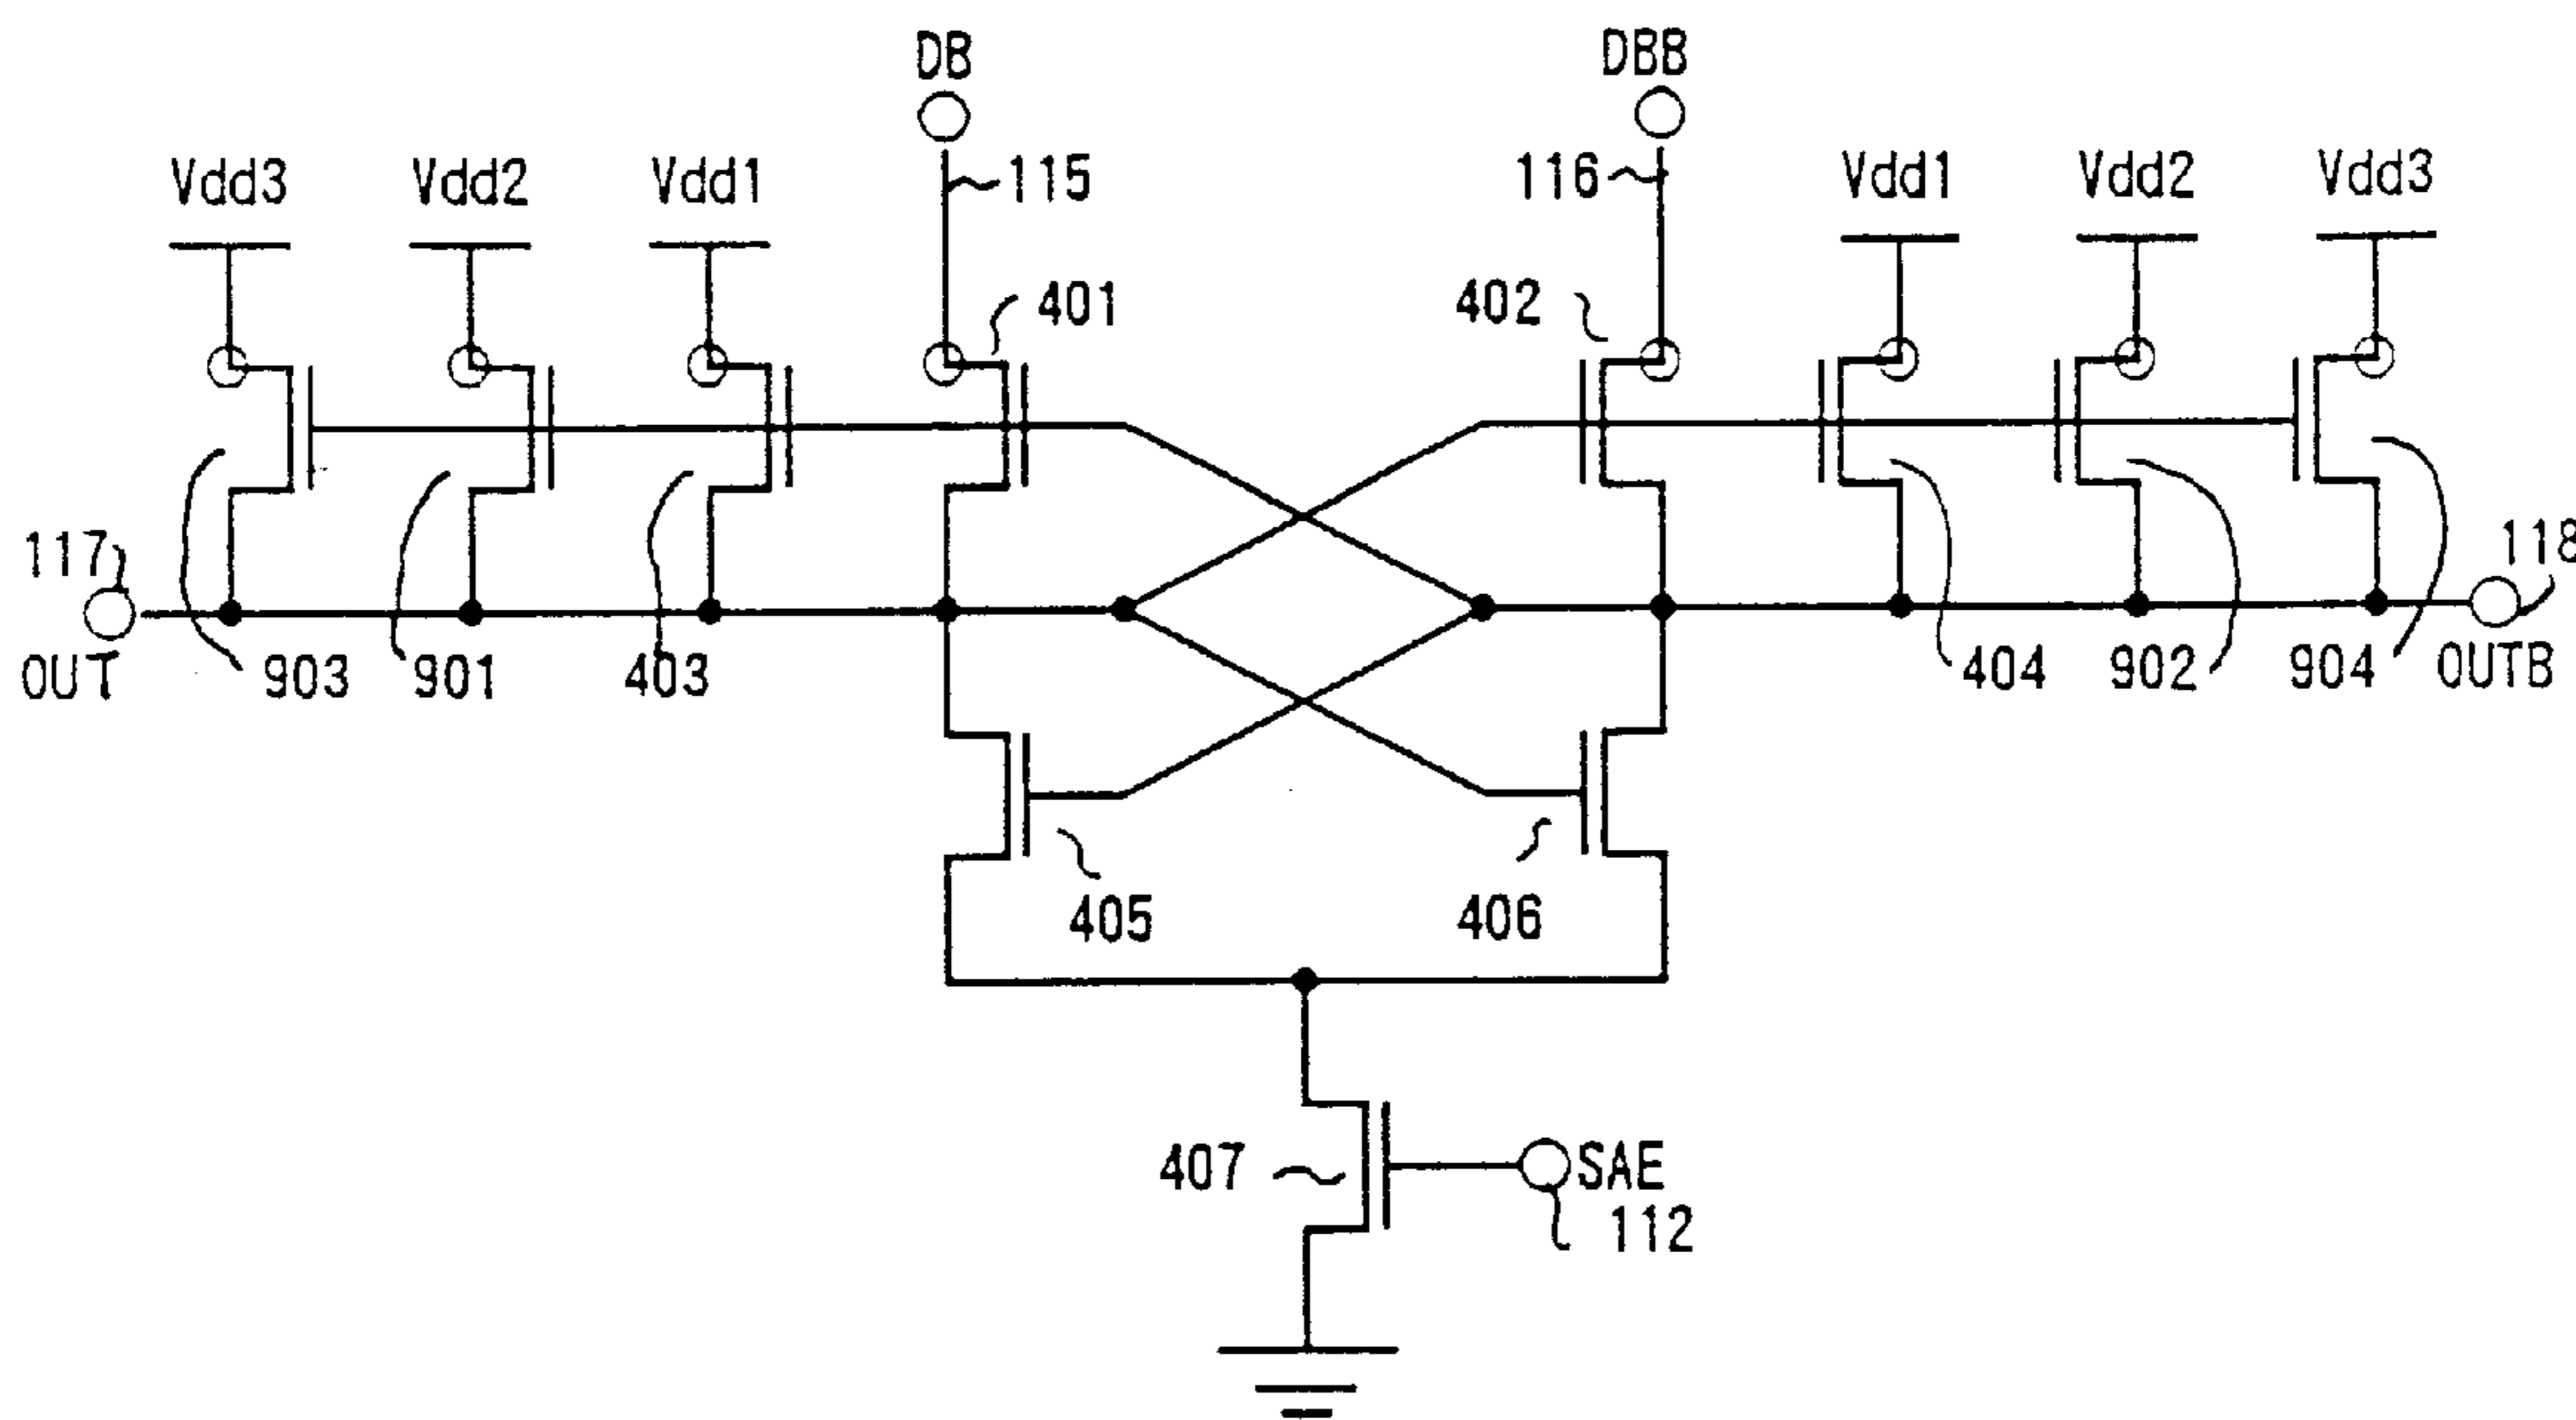 DB DBB
Vdd3 Vdd2 Vdd1 115 116 Vdd1 Vdd2 Vdd3
401 402
117 118
OUT 903 901 403 404 902 904 OUTB
405 406
407 SAE
112